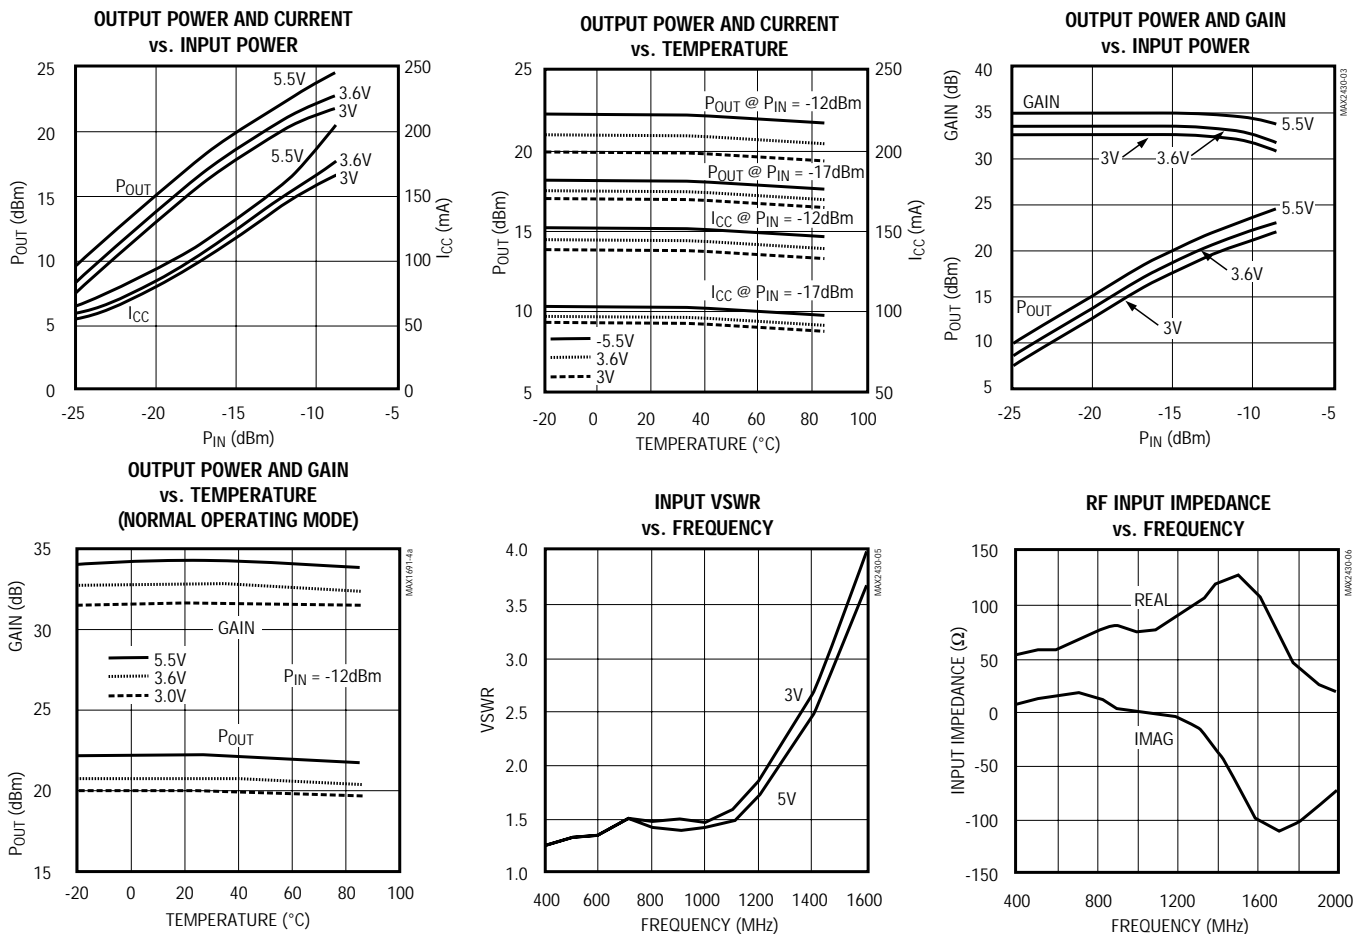 OUTPUT POWER AND CURRENT
vs. INPUT POWER
25
20
15
10
5
0
POUT (dBm)
250
200
150
100
50
0
ICC (mA)
5.5V
3.6V
3V
5.5V
3.6V
3V
POUT
ICC
-25
-20
-15
-10
-5
PIN (dBm)
OUTPUT POWER AND CURRENT
vs. TEMPERATURE
25
20
15
10
5
POUT (dBm)
250
200
150
100
50
ICC (mA)
POUT @ PIN = -12dBm
POUT @ PIN = -17dBm
ICC @ PIN = -12dBm
ICC @ PIN = -17dBm
-5.5V
3.6V
3V
-20
0
20
40
60
80
100
TEMPERATURE (°C)
OUTPUT POWER AND GAIN
vs. INPUT POWER
MAX2430-03
40
35
30
25
20
15
10
5
GAIN (dB)
POUT (dBm)
GAIN
5.5V
3V
3.6V
5.5V
3.6V
POUT
3V
-25
-20
-15
-10
-5
PIN (dBm)
OUTPUT POWER AND GAIN
vs. TEMPERATURE
(NORMAL OPERATING MODE)
MAX1691-4a
35
30
25
20
15
GAIN (dB)
POUT (dBm)
GAIN
5.5V
3.6V
3.0V
PIN = -12dBm
POUT
-20
0
20
40
60
80
100
TEMPERATURE (°C)
INPUT VSWR
vs. FREQUENCY
MAX2430-05
4.0
3.5
3.0
2.5
2.0
1.5
1.0
VSWR
3V
5V
400
600
800
1000
1200
1400
1600
FREQUENCY (MHz)
RF INPUT IMPEDANCE
vs. FREQUENCY
MAX2430-06
150
100
50
0
-50
-100
-150
INPUT IMPEDANCE (Ω)
REAL
IMAG
400
800
1200
1600
2000
FREQUENCY (MHz)